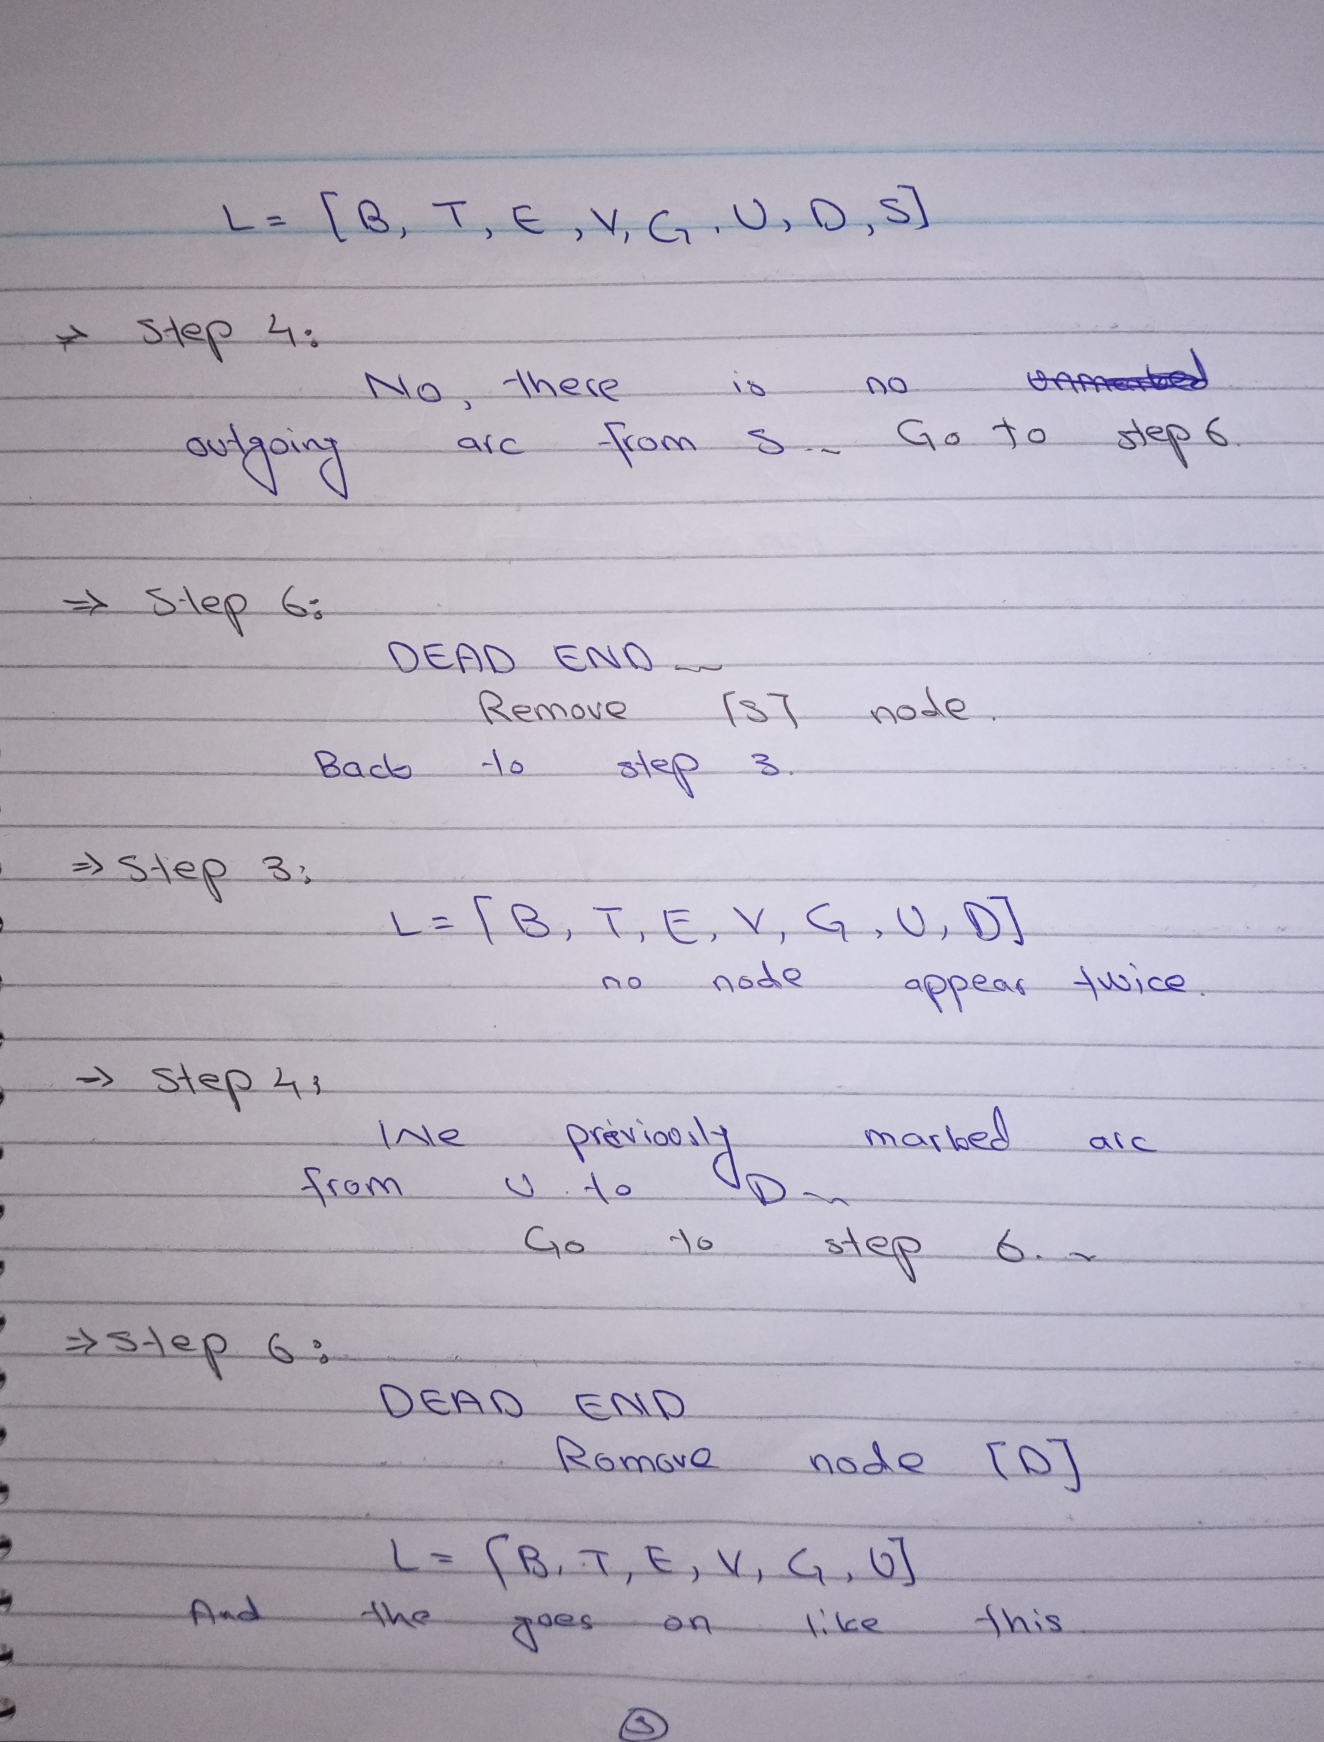 L = [B, T, E, V, G, U, D, S]
→ Step 4:
No, there is no
outgoing arc from S.. Go to step 6.
⇒ Step 6:
DEAD END
Remove [S] node.
Back to step 3.
⇒ Step 3:
L = [B, T, E, V, G, U, D]
no node appear twice.
⇒ Step 4:
We previously marked arc
from U to D
Go to step 6..
⇒ Step 6:
DEAD END
Romove node [D]
L = [B, T, E, V, G, U]
And the goes on like this